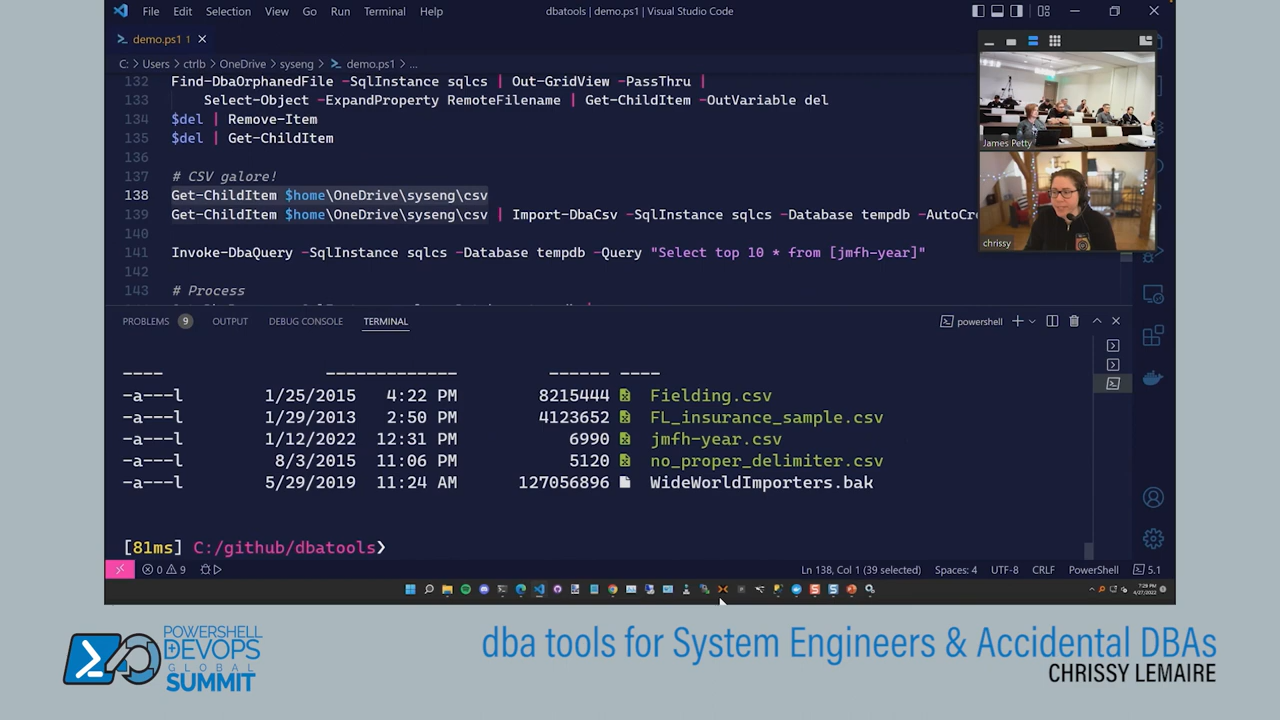 File Edit Selection View Go Run Terminal Help
dbatools | demo.ps1 | Visual Studio Code
demo.ps1 1
C: > Users > ctrlb > OneDrive > syseng > demo.ps1 > ...
132 Find-DbaOrphanedFile -SqlInstance sqlcs | Out-GridView -PassThru |
133 Select-Object -ExpandProperty RemoteFilename | Get-ChildItem -OutVariable del
134 $del | Remove-Item
135 $del | Get-ChildItem
136
137 # CSV galore!
138 Get-ChildItem $home\OneDrive\syseng\csv
139 Get-ChildItem $home\OneDrive\syseng\csv | Import-DbaCsv -SqlInstance sqlcs -Database tempdb -AutoCre
140
141 Invoke-DbaQuery -SqlInstance sqlcs -Database tempdb -Query "Select top 10 * from [jmfh-year]"
142
143 # Process
James Petty
chrissy
PROBLEMS 9 OUTPUT DEBUG CONSOLE TERMINAL
powershell
---- ------------- ------ ----
-a---l 1/25/2015 4:22 PM 8215444 Fielding.csv
-a---l 1/29/2013 2:50 PM 4123652 FL_insurance_sample.csv
-a---l 1/12/2022 12:31 PM 6990 jmfh-year.csv
-a---l 8/3/2015 11:06 PM 5120 no_proper_delimiter.csv
-a---l 5/29/2019 11:24 AM 127056896 WideWorldImporters.bak
[81ms] C:/github/dbatools❯
0 9
Ln 138, Col 1 (39 selected) Spaces: 4 UTF-8 CRLF PowerShell 5.1
7:29 PM
4/27/2022
POWERSHELL
DEVOPS
GLOBAL
SUMMIT
dba tools for System Engineers & Accidental DBAs
CHRISSY LEMAIRE